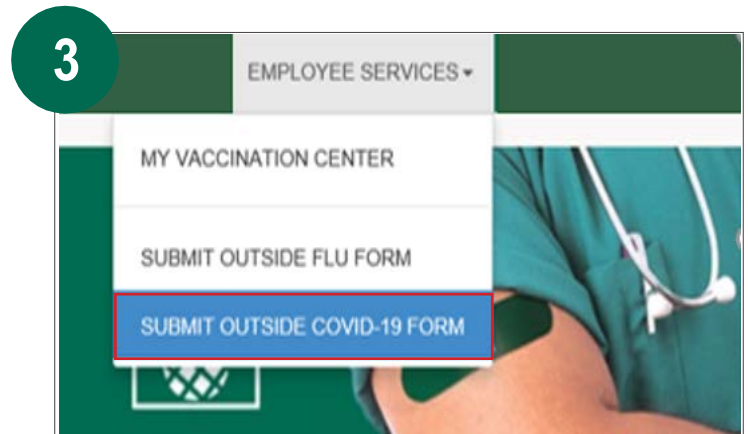 3
EMPLOYEE SERVICES
MY VACCINATION CENTER
SUBMIT OUTSIDE FLU FORM
SUBMIT OUTSIDE COVID-19 FORM